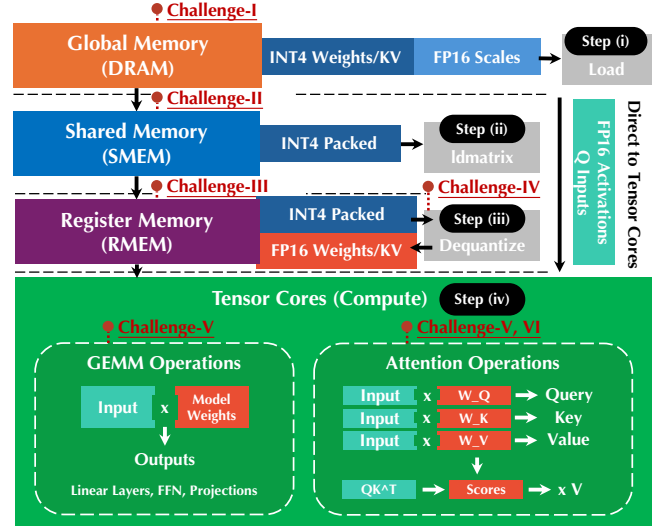 Challenge-I
Global Memory
(DRAM)
INT4 Weights/KV
FP16 Scales
Step (i)
Load
Challenge-II
Shared Memory
(SMEM)
INT4 Packed
Step (ii)
ldmatrix
Challenge-III
Challenge-IV
Register Memory
(RMEM)
INT4 Packed
FP16 Weights/KV
Step (iii)
Dequantize
FP16 Activations
Q Inputs
Direct to Tensor Cores
Tensor Cores (Compute)
Step (iv)
Challenge-V
GEMM Operations
Input x Model
Weights
Outputs
Linear Layers, FFN, Projections
Challenge-V, VI
Attention Operations
Input x W_Q Query
Input x W_K Key
Input x W_V Value
QK^T Scores x V